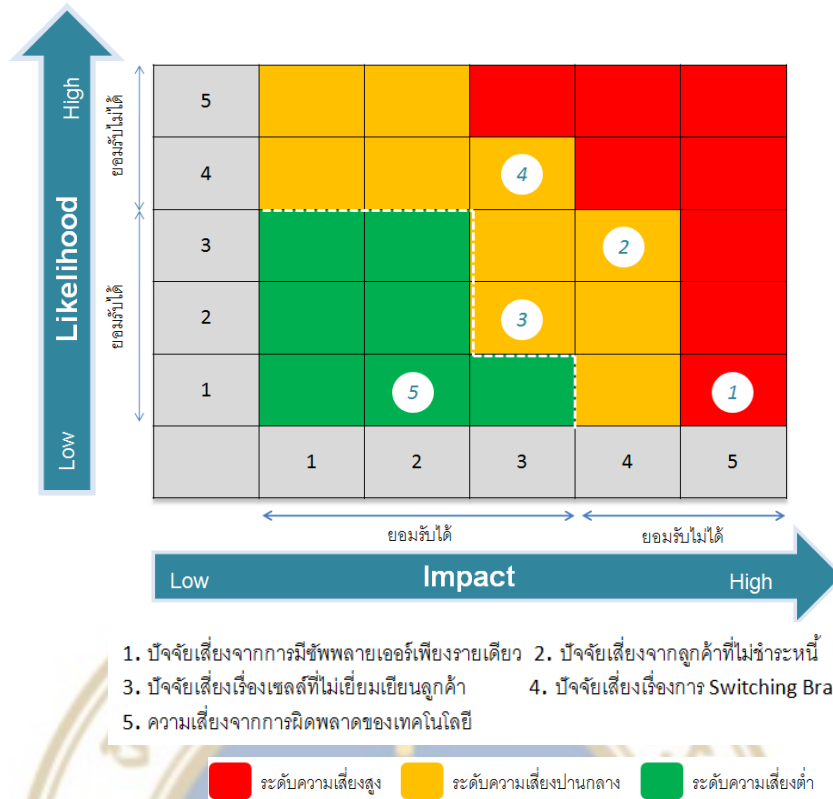 High
Likelihood
Low
ยอมรับไม่ได้
ยอมรับได้
5
4
4
3
2
2
3
1
5
1
1 2 3 4 5
ยอมรับได้ ยอมรับไม่ได้
Low Impact High
1. ปัจจัยเสี่ยงจากการมีซัพพลายเออร์เพียงรายเดียว 2. ปัจจัยเสี่ยงจากลูกค้าที่ไม่ชำระหนี้
3. ปัจจัยเสี่ยงเรื่องเซลล์ที่ไม่เยี่ยมเยียนลูกค้า 4. ปัจจัยเสี่ยงเรื่องการ Switching Bra
5. ความเสี่ยงจากการผิดพลาดของเทคโนโลยี
ระดับความเสี่ยงสูง ระดับความเสี่ยงปานกลาง ระดับความเสี่ยงต่ำ